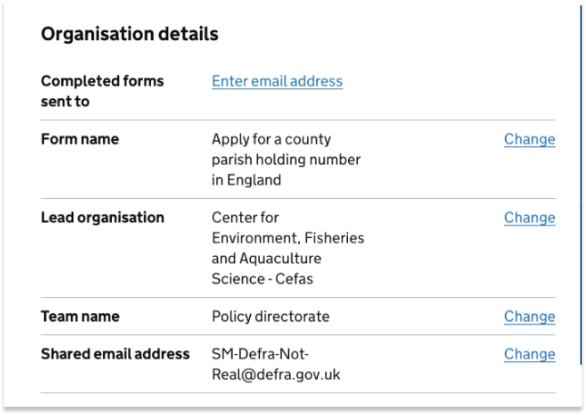 Organisation details
Completed forms Enter email address
sent to
Form name Apply for a county Change
parish holding number
in England
Lead organisation Center for Change
Environment, Fisheries
and Aquaculture
Science - Cefas
Team name Policy directorate Change
Shared email address SM-Defra-Not- Change
Real@defra.gov.uk